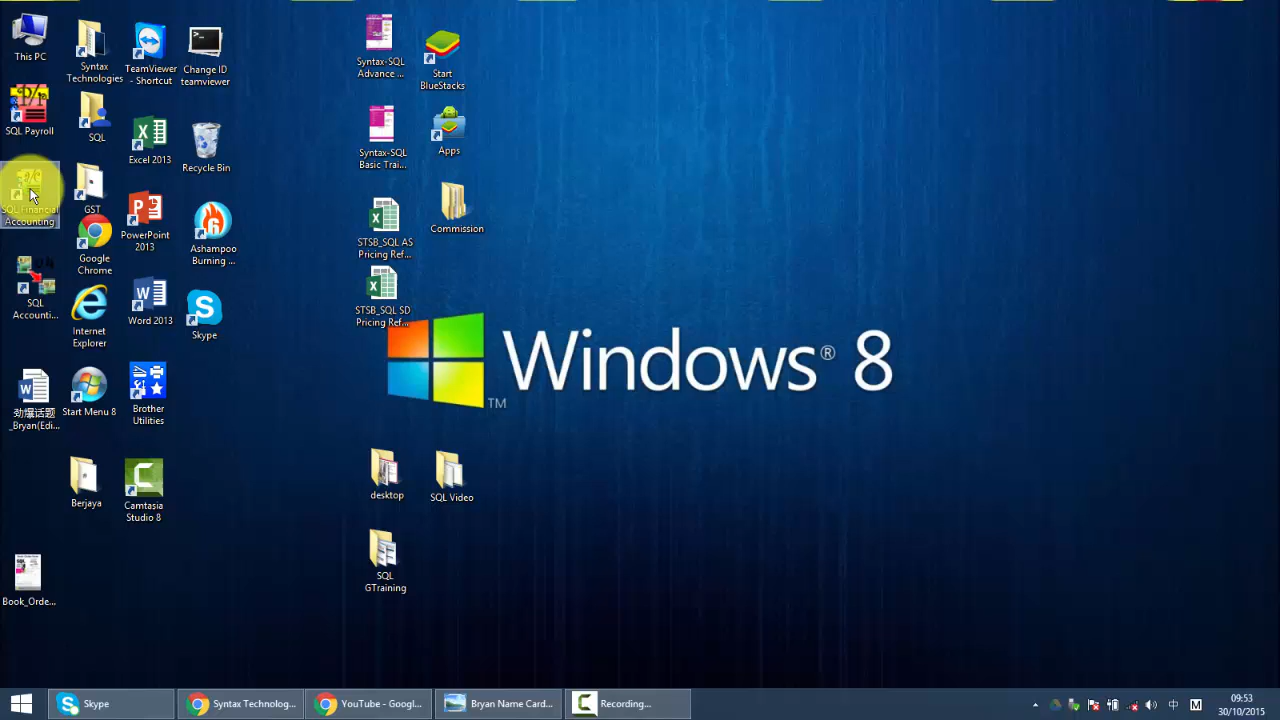 This PC
Syntax
Technologies
TeamViewer
- Shortcut
Change ID
teamviewer
SQL Payroll
SQL
Excel 2013
Recycle Bin
SQL Financial
Accounting
GST
PowerPoint
2013
Ashampoo
Burning ...
Google
Chrome
SQL
Accounti...
Internet
Explorer
Word 2013
Skype
劲爆话题
_Bryan(Edi...
Start Menu 8
Brother
Utilities
Berjaya
Camtasia
Studio 8
Book_Orde...
Syntax-SQL
Advance ...
Start
BlueStacks
Syntax-SQL
Basic Trai...
Apps
STSB_SQL AS
Pricing Ref...
Commission
STSB_SQL SD
Pricing Ref...
Windows® 8
TM
desktop
SQL Video
SQL
GTraining
Skype
Syntax Technolog...
YouTube - Googl...
Bryan Name Card...
Recording...
中
M
09:53
30/10/2015